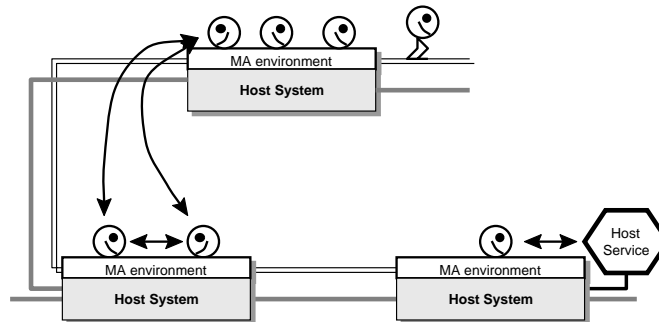 MA environment
Host System
MA environment
Host System
MA environment
Host System
Host
Service